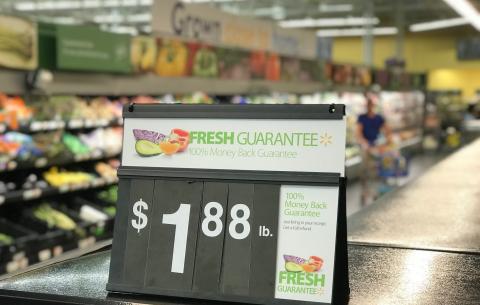 Grown
FRESH GUARANTEE
100% Money Back Guarantee
$1.88 lb.
100%
Money Back
Guarantee
FRESH
GUARANTEE